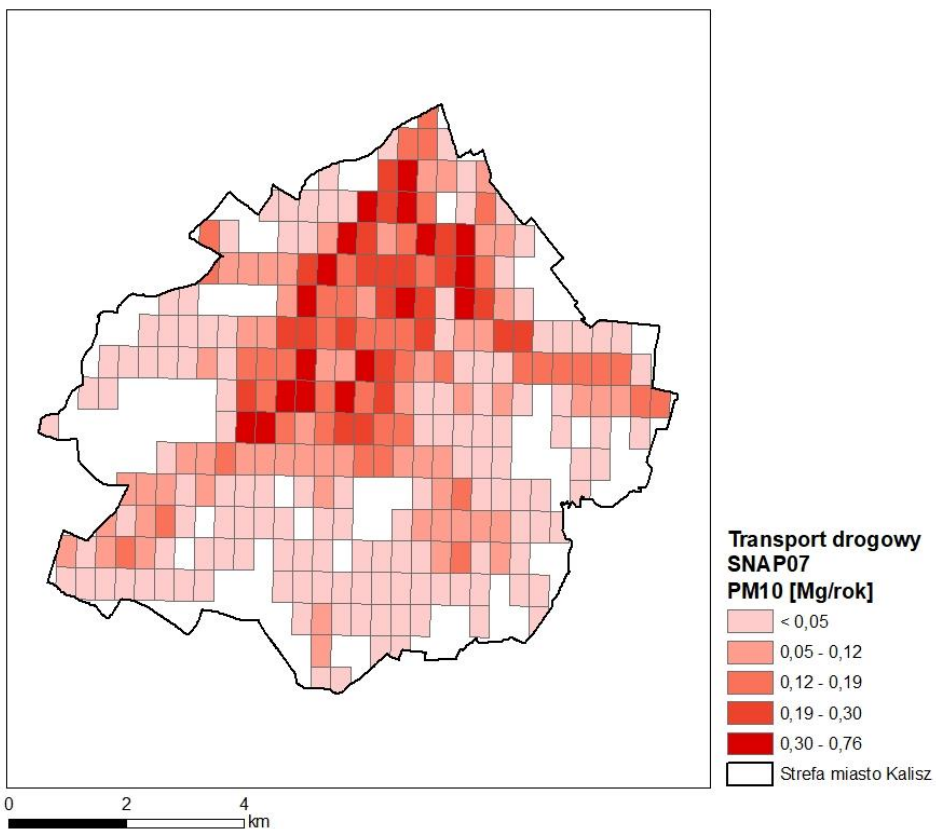 Transport drogowy
SNAP07
PM10 [Mg/rok]
< 0,05
0,05 - 0,12
0,12 - 0,19
0,19 - 0,30
0,30 - 0,76
Strefa miasto Kalisz
0 2 4
km